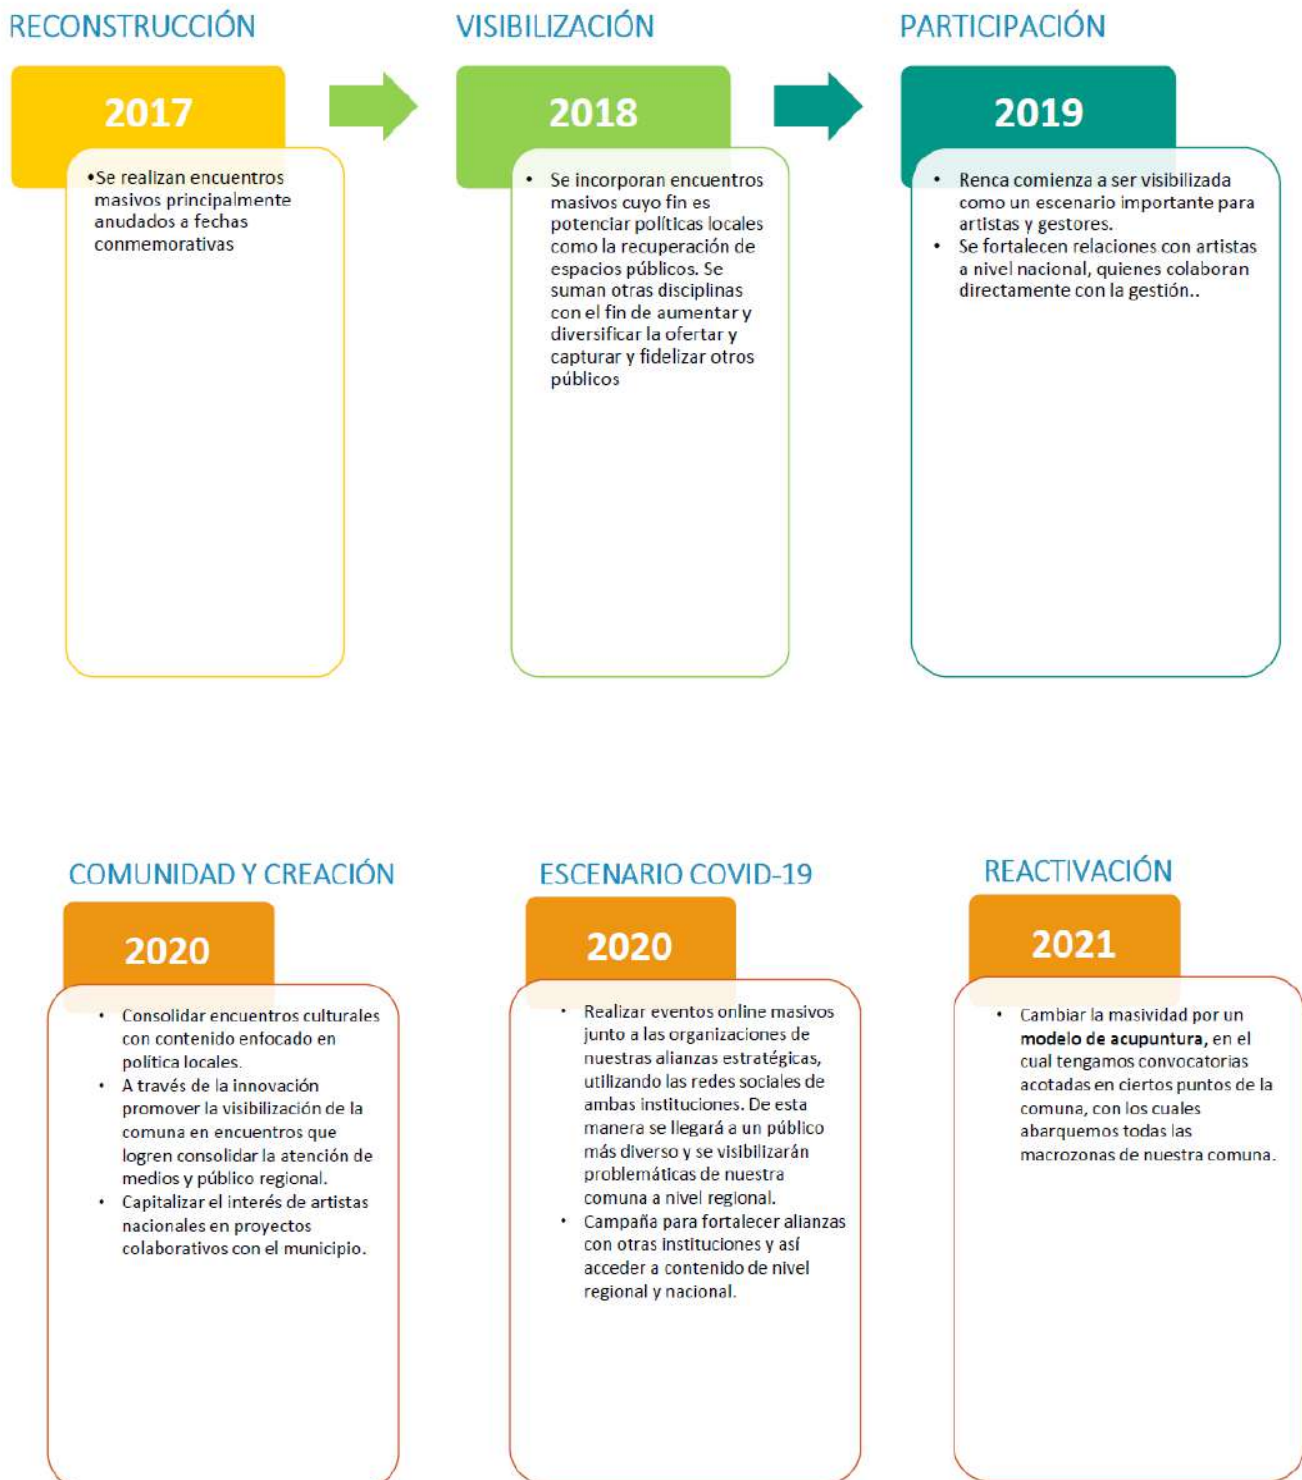 RECONSTRUCCIÓN
2017
•Se realizan encuentros
masivos principalmente
anudados a fechas
conmemorativas
VISIBILIZACIÓN
2018
• Se incorporan encuentros
masivos cuyo fin es
potenciar políticas locales
como la recuperación de
espacios públicos. Se
suman otras disciplinas
con el fin de aumentar y
diversificar la ofertar y
capturar y fidelizar otros
públicos
PARTICIPACIÓN
2019
• Renca comienza a ser visibilizada
como un escenario importante para
artistas y gestores.
• Se fortalecen relaciones con artistas
a nivel nacional, quienes colaboran
directamente con la gestión..
COMUNIDAD Y CREACIÓN
2020
• Consolidar encuentros culturales
con contenido enfocado en
política locales.
• A través de la innovación
promover la visibilización de la
comuna en encuentros que
logren consolidar la atención de
medios y público regional.
• Capitalizar el interés de artistas
nacionales en proyectos
colaborativos con el municipio.
ESCENARIO COVID-19
2020
• Realizar eventos online masivos
junto a las organizaciones de
nuestras alianzas estratégicas,
utilizando las redes sociales de
ambas instituciones. De esta
manera se llegará a un público
más diverso y se visibilizarán
problemáticas de nuestra
comuna a nivel regional.
• Campaña para fortalecer alianzas
con otras instituciones y así
acceder a contenido de nivel
regional y nacional.
REACTIVACIÓN
2021
• Cambiar la masividad por un
modelo de acupuntura, en el
cual tengamos convocatorias
acotadas en ciertos puntos de la
comuna, con los cuales
abarquemos todas las
macrozonas de nuestra comuna.